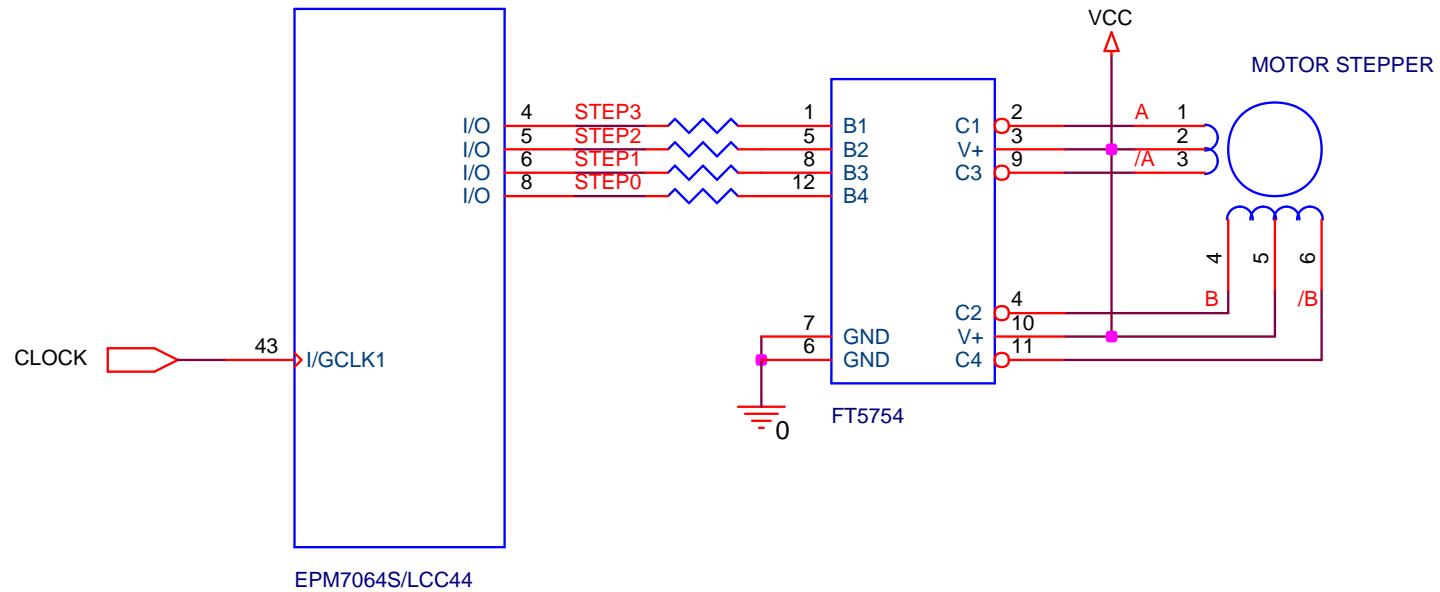 VCC
MOTOR STEPPER
I/O 4 STEP3 1 B1 C1 2 A 1
I/O 5 STEP2 5 B2 V+ 3 2
I/O 6 STEP1 8 B3 C3 9 /A 3
I/O 8 STEP0 12 B4
4 5 6
B /B
C2 4
7 GND V+ 10
CLOCK 43 I/GCLK1 6 GND C4 11
0
FT5754
EPM7064S/LCC44